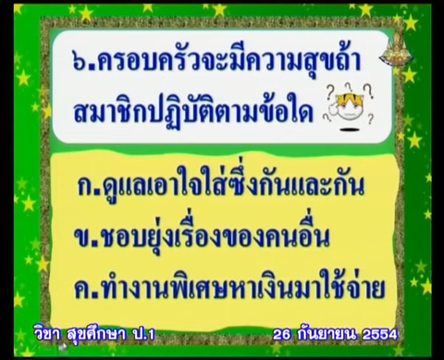 ๖.ครอบครัวจะมีความสุขถ้า
สมาชิกปฏิบัติตามข้อใด
ก.ดูแลเอาใจใส่ซึ่งกันและกัน
ข.ชอบยุ่งเรื่องของคนอื่น
ค.ทำงานพิเศษหาเงินมาใช้จ่าย
วิชา สุขศึกษา ป.1 26 กันยายน 2554